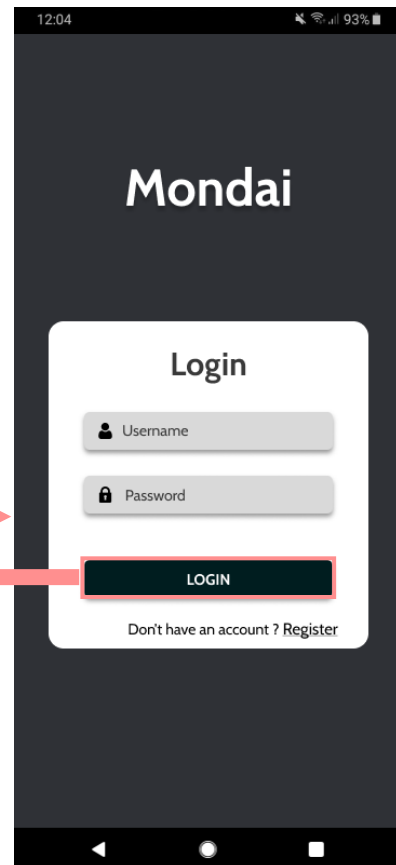 12:04 93%
Mondai
Login
Username
Password
LOGIN
Don't have an account ? Register